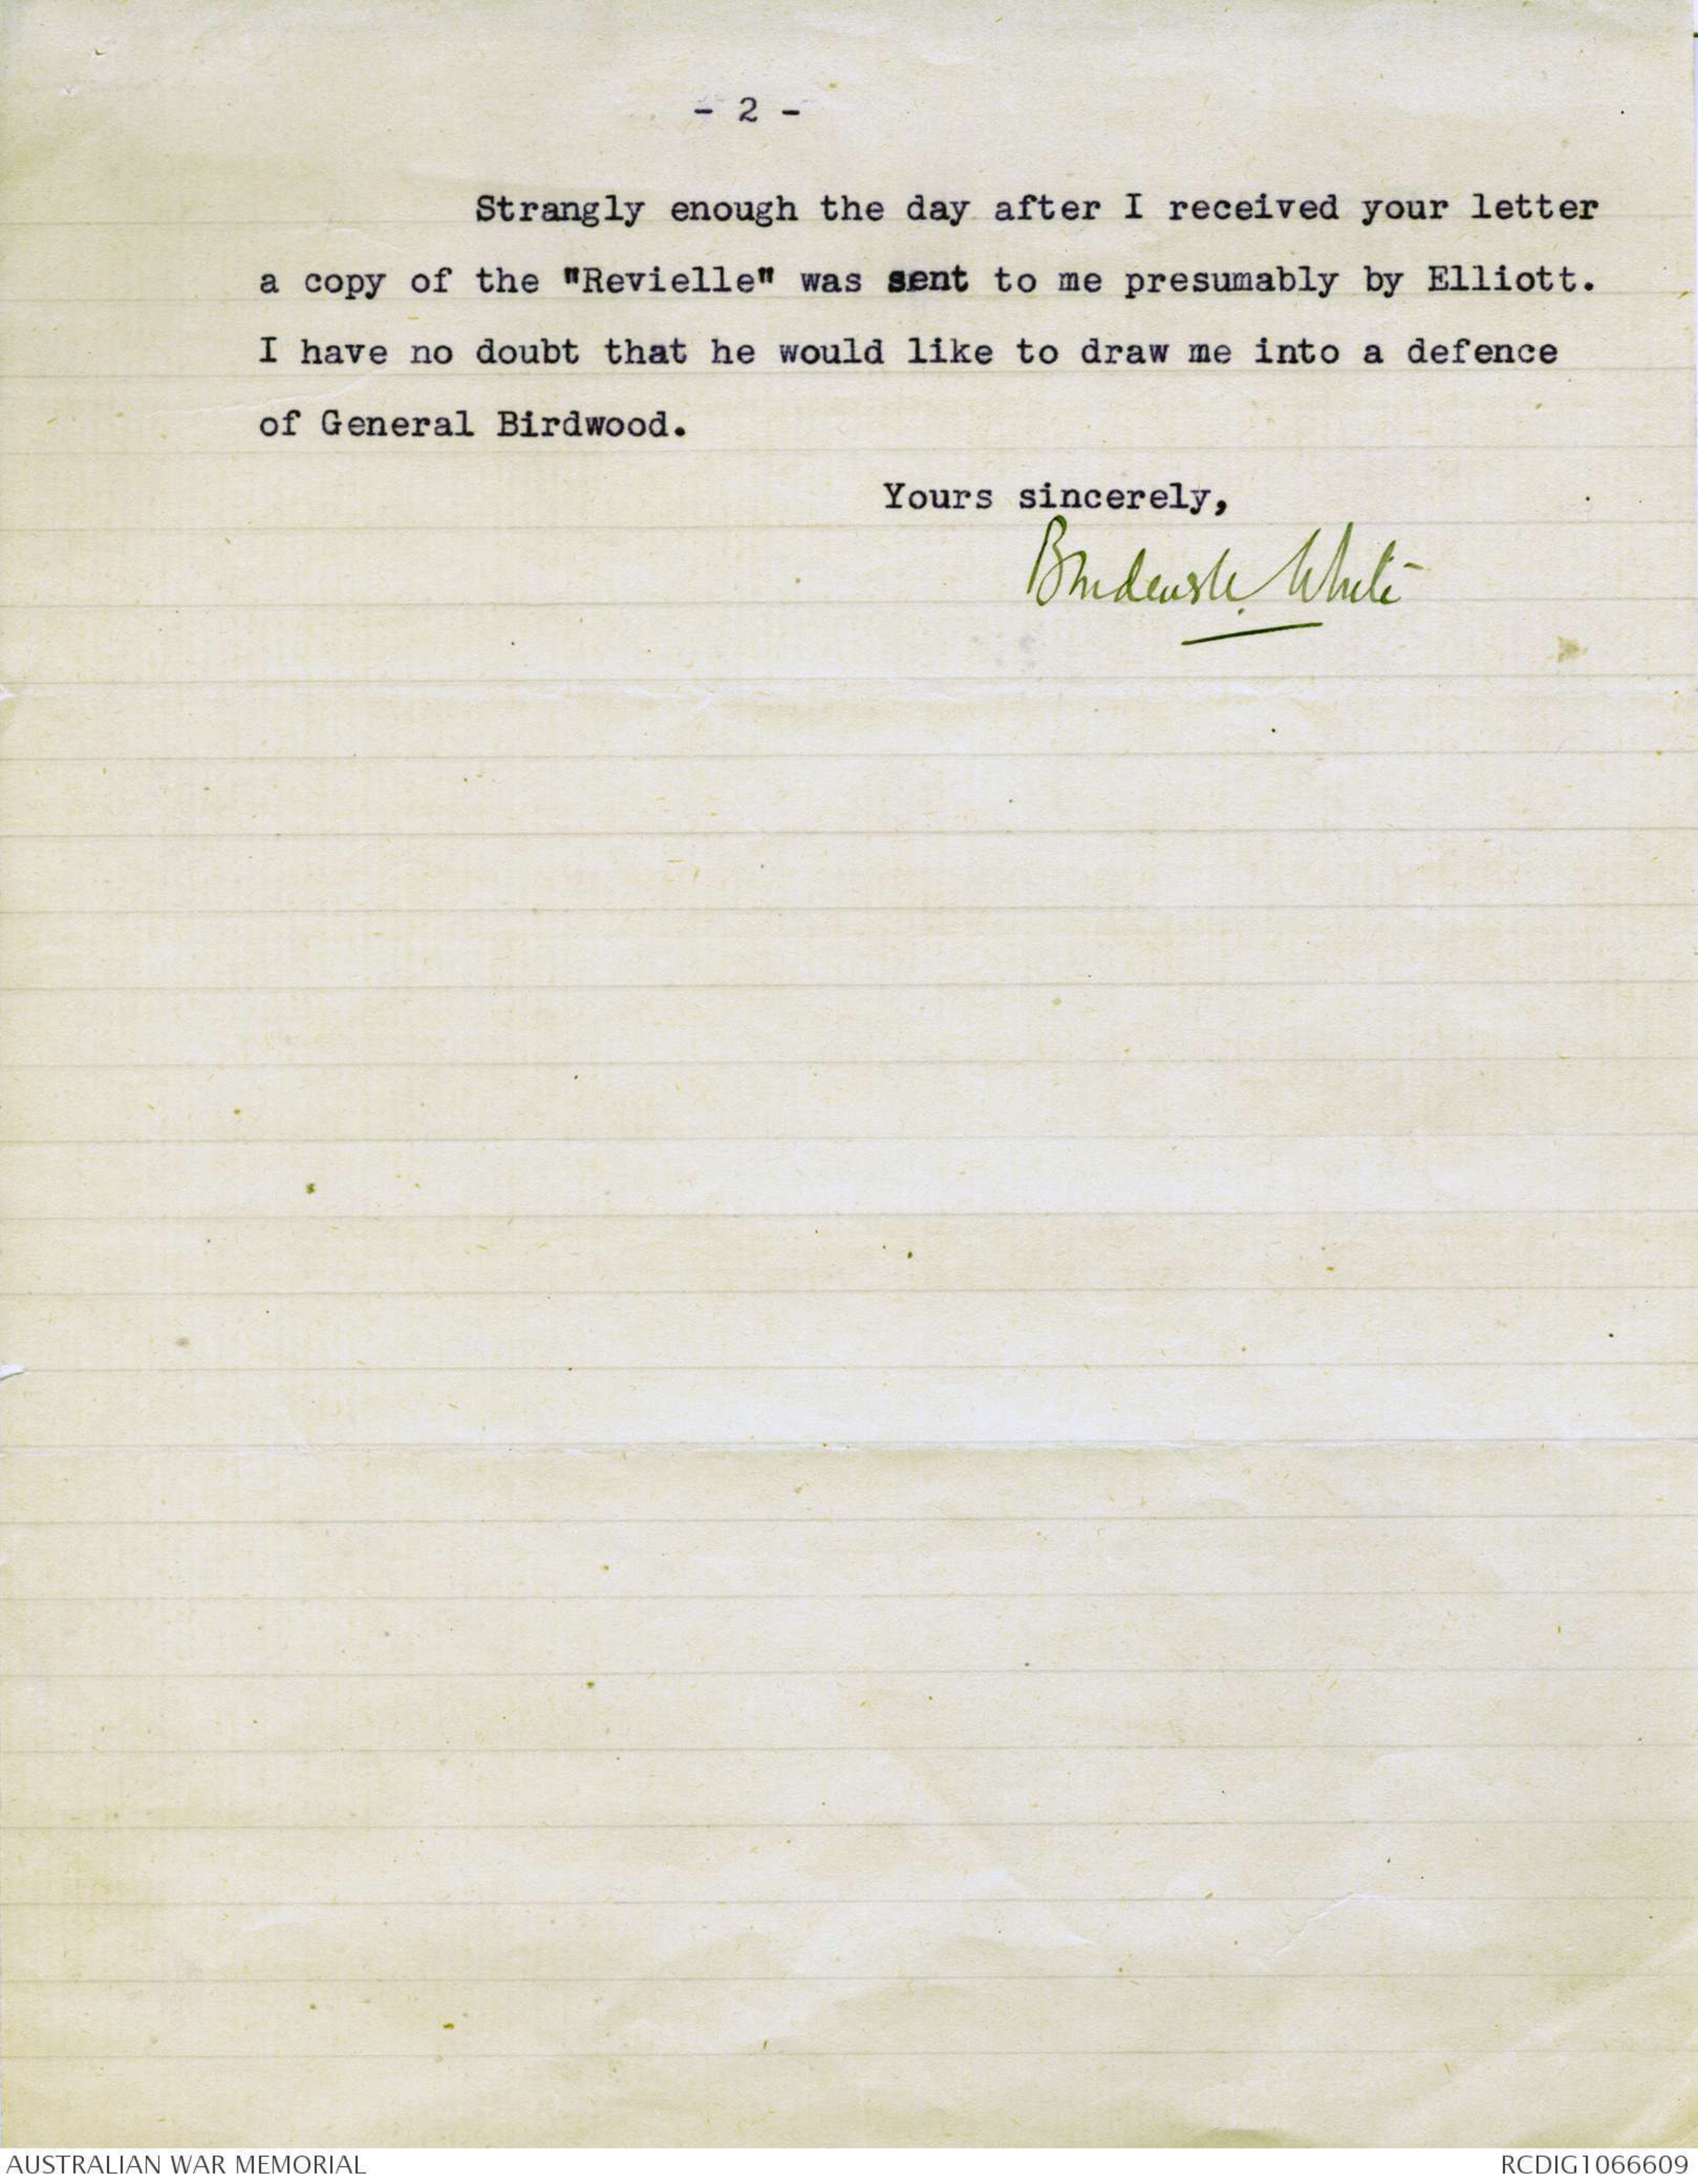 - 2 -
Strangly enough the day after I received your letter
a copy of the "Revielle" was sent to me presumably by Elliott.
I have no doubt that he would like to draw me into a defence
of General Birdwood.
Yours sincerely,
Brudenell White
AUSTRALIAN WAR MEMORIAL
RCDIG1066609